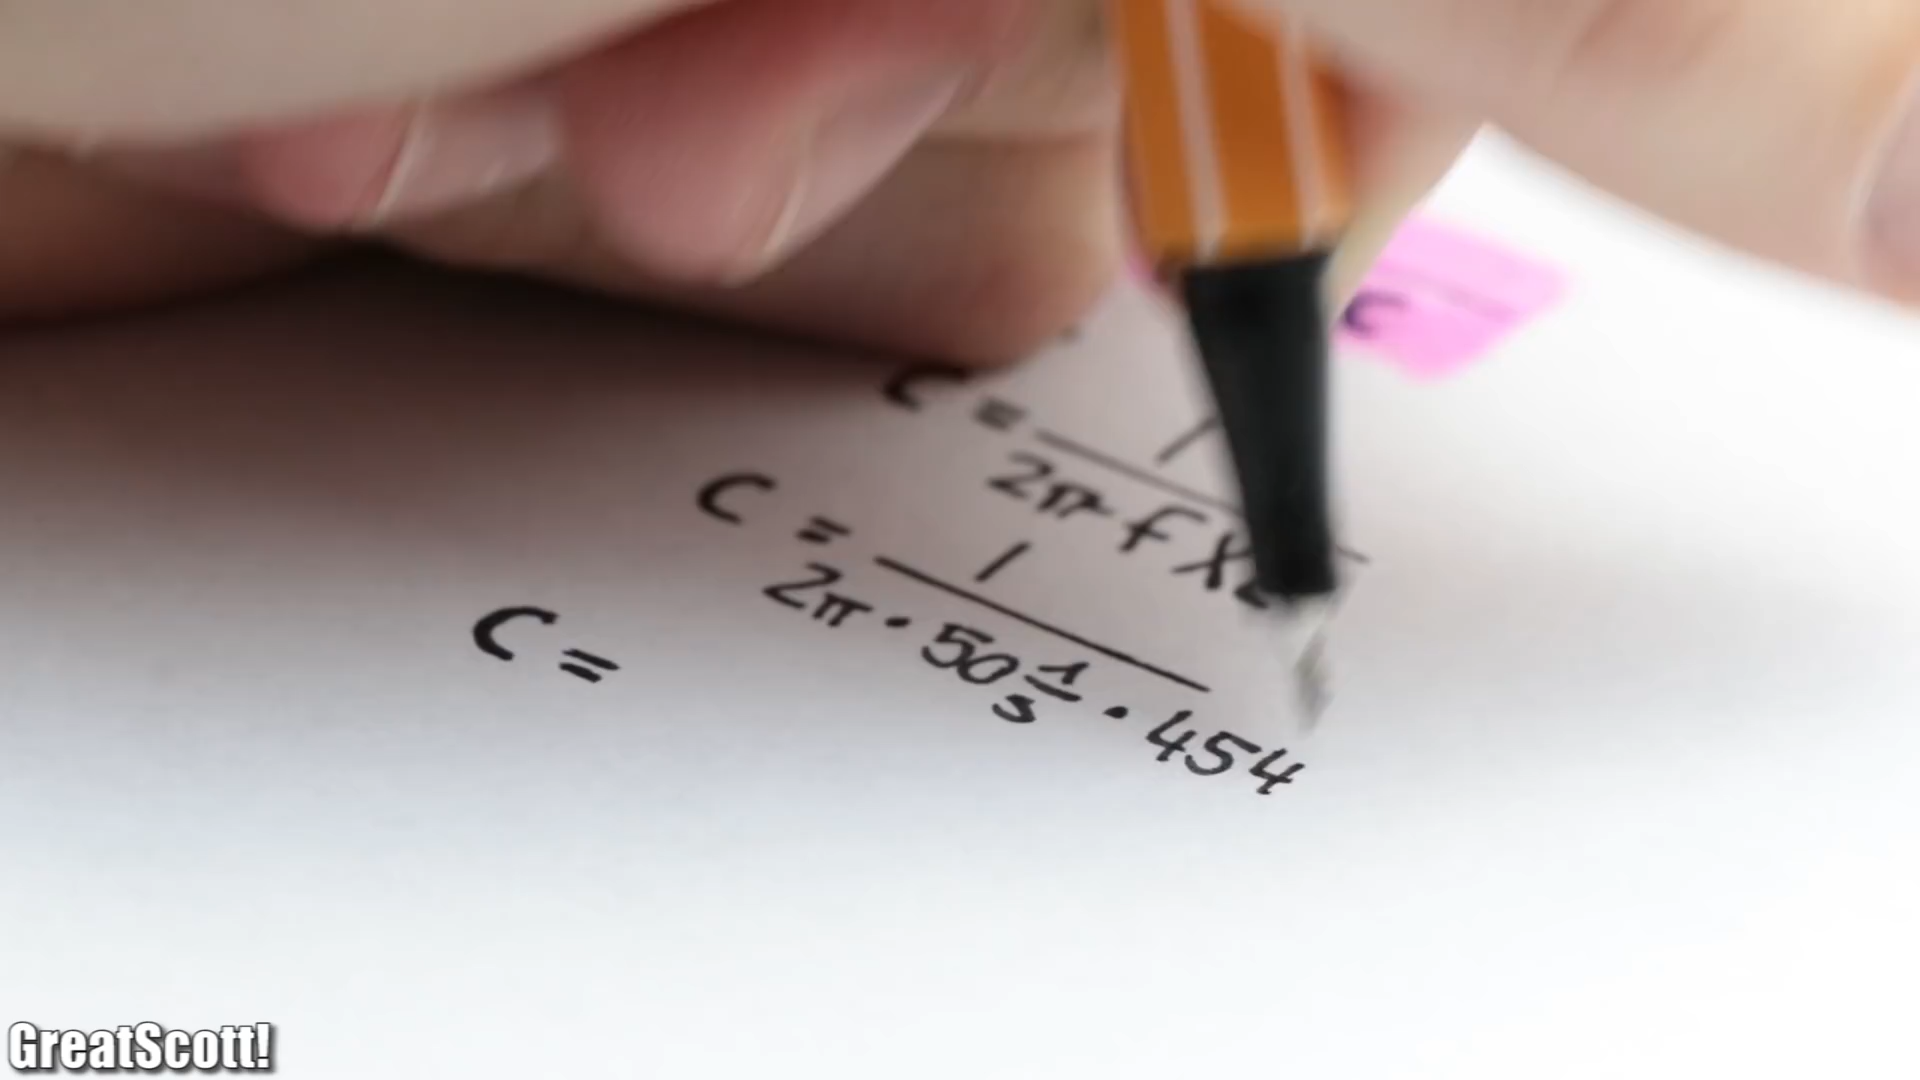 C
C = 1 / 2π f X
C = 1 / 2π · 50 1/s · 454
C =
GreatScott!